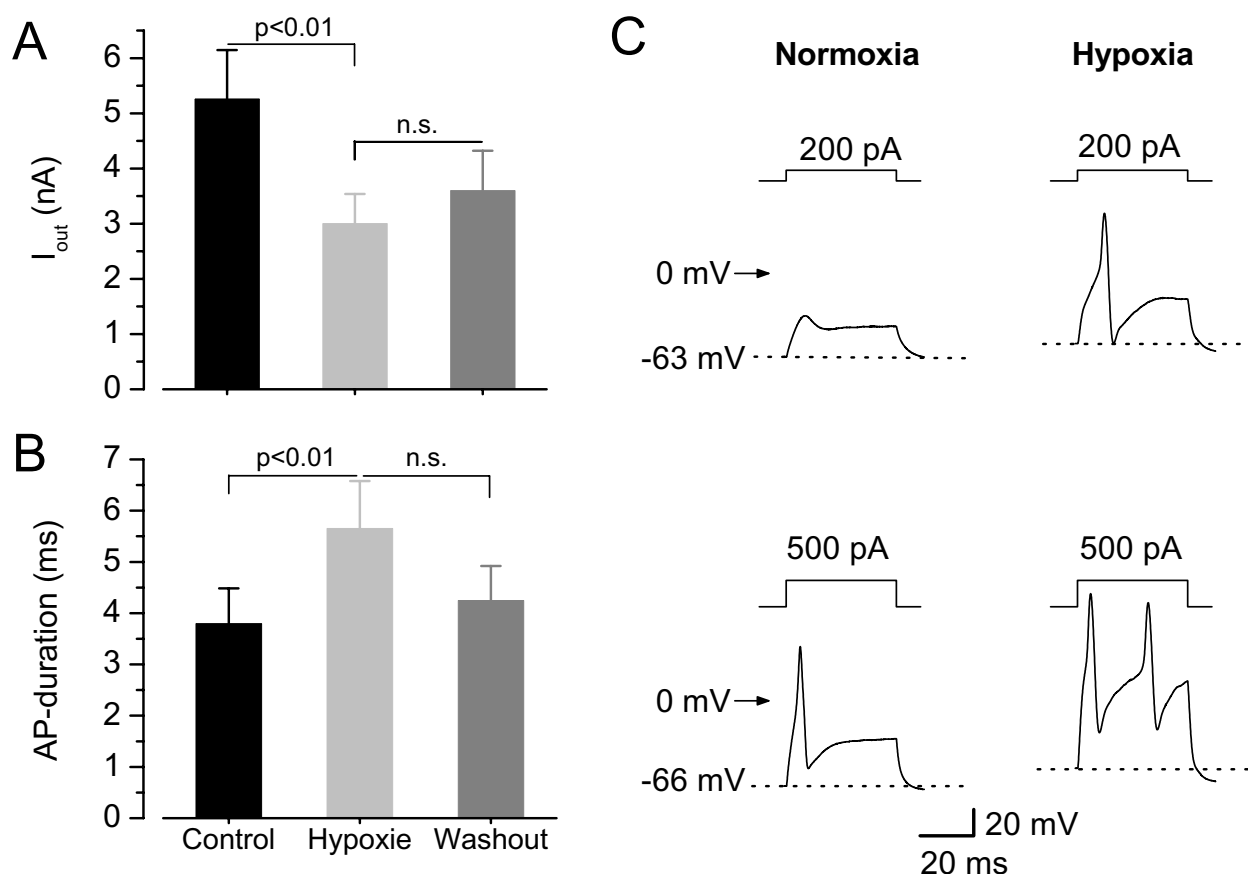 A
p<0.01
n.s.
I_out (nA)
6
5
4
3
2
1
0
B
p<0.01
n.s.
AP-duration (ms)
7
6
5
4
3
2
1
0
Control Hypoxie Washout
C
Normoxia Hypoxia
200 pA 200 pA
0 mV
-63 mV
500 pA 500 pA
0 mV
-66 mV
20 mV
20 ms